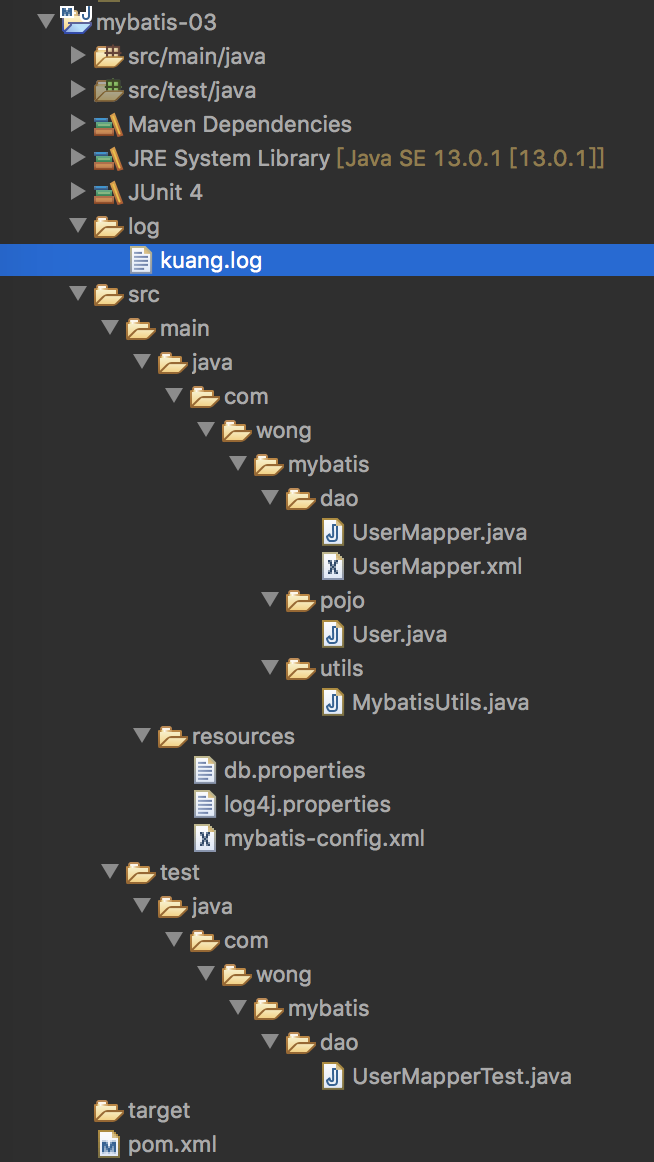 mybatis-03
src/main/java
src/test/java
Maven Dependencies
JRE System Library [Java SE 13.0.1 [13.0.1]]
JUnit 4
log
kuang.log
src
main
java
com
wong
mybatis
dao
UserMapper.java
UserMapper.xml
pojo
User.java
utils
MybatisUtils.java
resources
db.properties
log4j.properties
mybatis-config.xml
test
java
com
wong
mybatis
dao
UserMapperTest.java
target
pom.xml